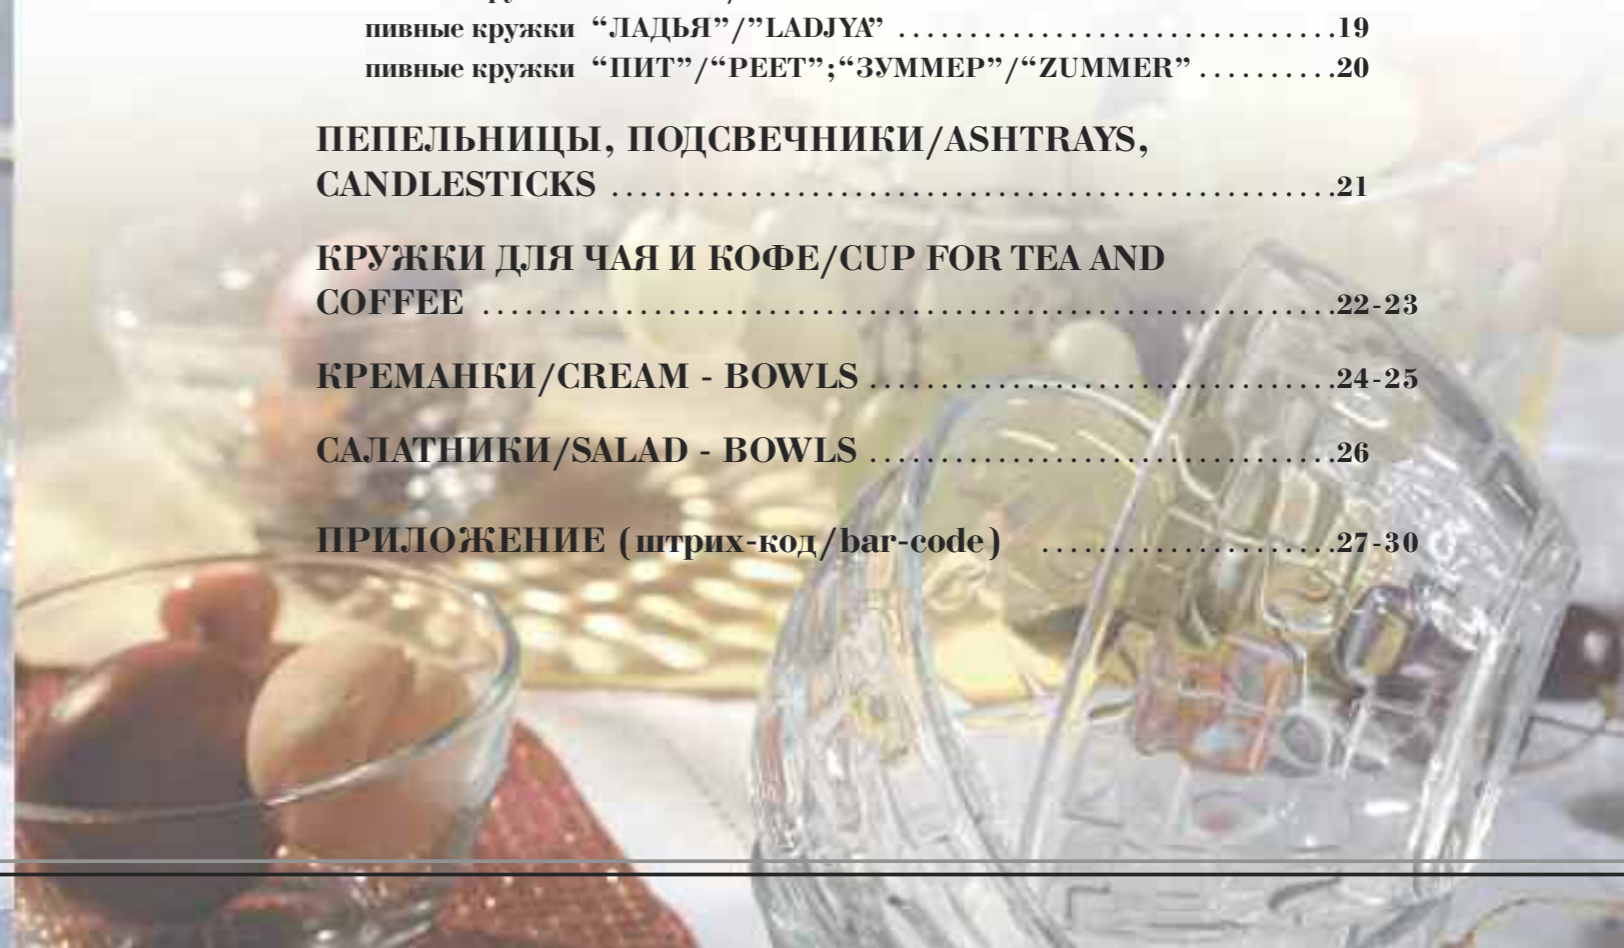 пивные кружки “ЛАДЬЯ”/”LADJYA” ...............................19
пивные кружки “ПИТ”/“PEET”;“ЗУММЕР”/“ZUMMER” ..........20
ПЕПЕЛЬНИЦЫ, ПОДСВЕЧНИКИ/ASHTRAYS,
CANDLESTICKS ...................................................21
КРУЖКИ ДЛЯ ЧАЯ И КОФЕ/CUP FOR TEA AND
COFFEE ............................................................22-23
КРЕМАНКИ/CREAM - BOWLS .................................24-25
САЛАТНИКИ/SALAD - BOWLS .................................26
ПРИЛОЖЕНИЕ (штрих-код/bar-code) .....................27-30